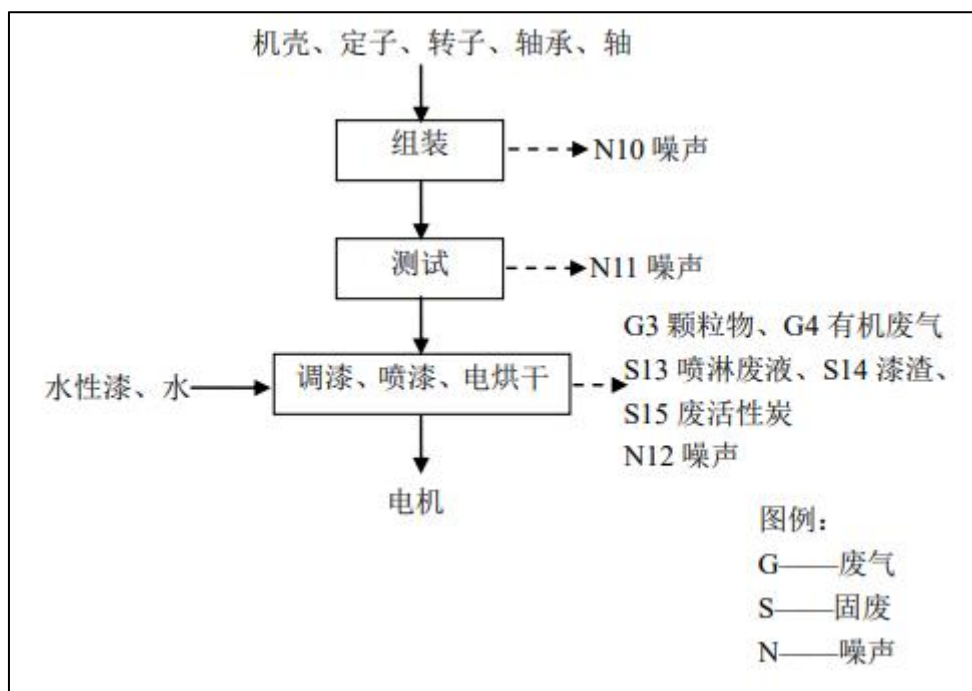 机壳、定子、转子、轴承、轴
组装
N10 噪声
测试
N11 噪声
水性漆、水
调漆、喷漆、电烘干
G3 颗粒物、G4 有机废气
S13 喷淋废液、S14 漆渣、
S15 废活性炭
N12 噪声
电机
图例：
G——废气
S——固废
N——噪声